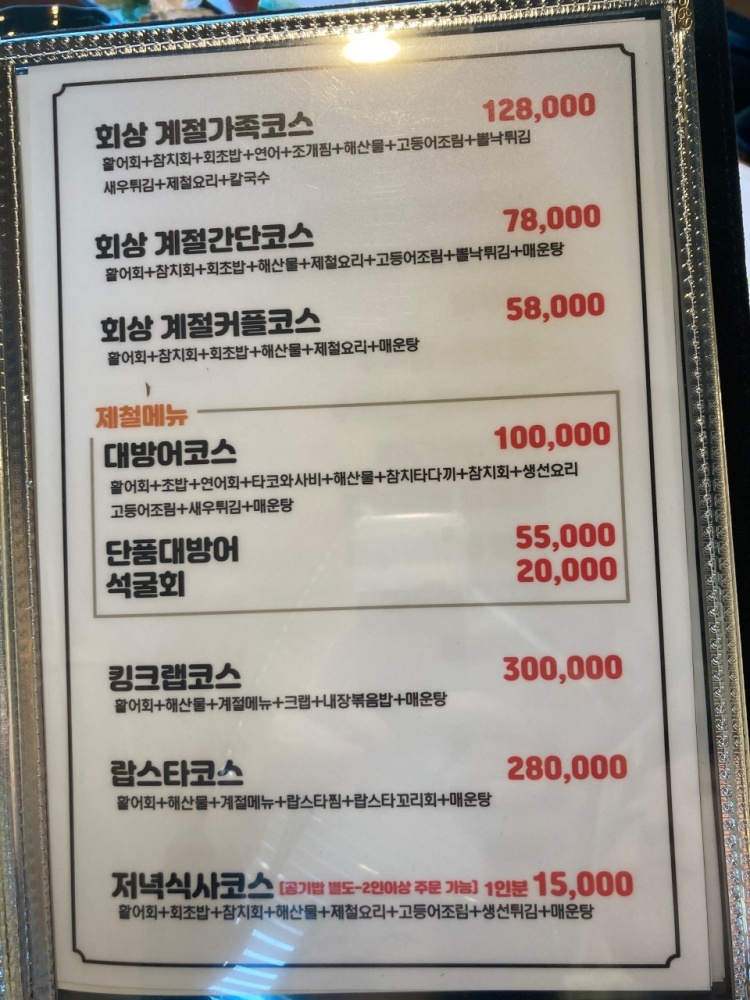 회상 계절가족코스 128,000
활어회+참치회+회초밥+연어+조개찜+해산물+고등어조림+뽈낙튀김
새우튀김+제철요리+칼국수
회상 계절간단코스 78,000
활어회+참치회+회초밥+해산물+제철요리+고등어조림+뽈낙튀김+매운탕
회상 계절커플코스 58,000
활어회+참치회+회초밥+해산물+제철요리+매운탕
제철메뉴
대방어코스 100,000
활어회+초밥+연어회+타코와사비+해산물+참치타다끼+참치회+생선요리
고등어조림+새우튀김+매운탕
단품대방어 55,000
석굴회 20,000
킹크랩코스 300,000
활어회+해산물+계절메뉴+크랩+내장볶음밥+매운탕
랍스타코스 280,000
활어회+해산물+계절메뉴+랍스타찜+랍스타꼬리회+매운탕
저녁식사코스 [공기밥 별도-2인이상 주문 가능] 1인분 15,000
활어회+회초밥+참치회+해산물+제철요리+고등어조림+생선튀김+매운탕